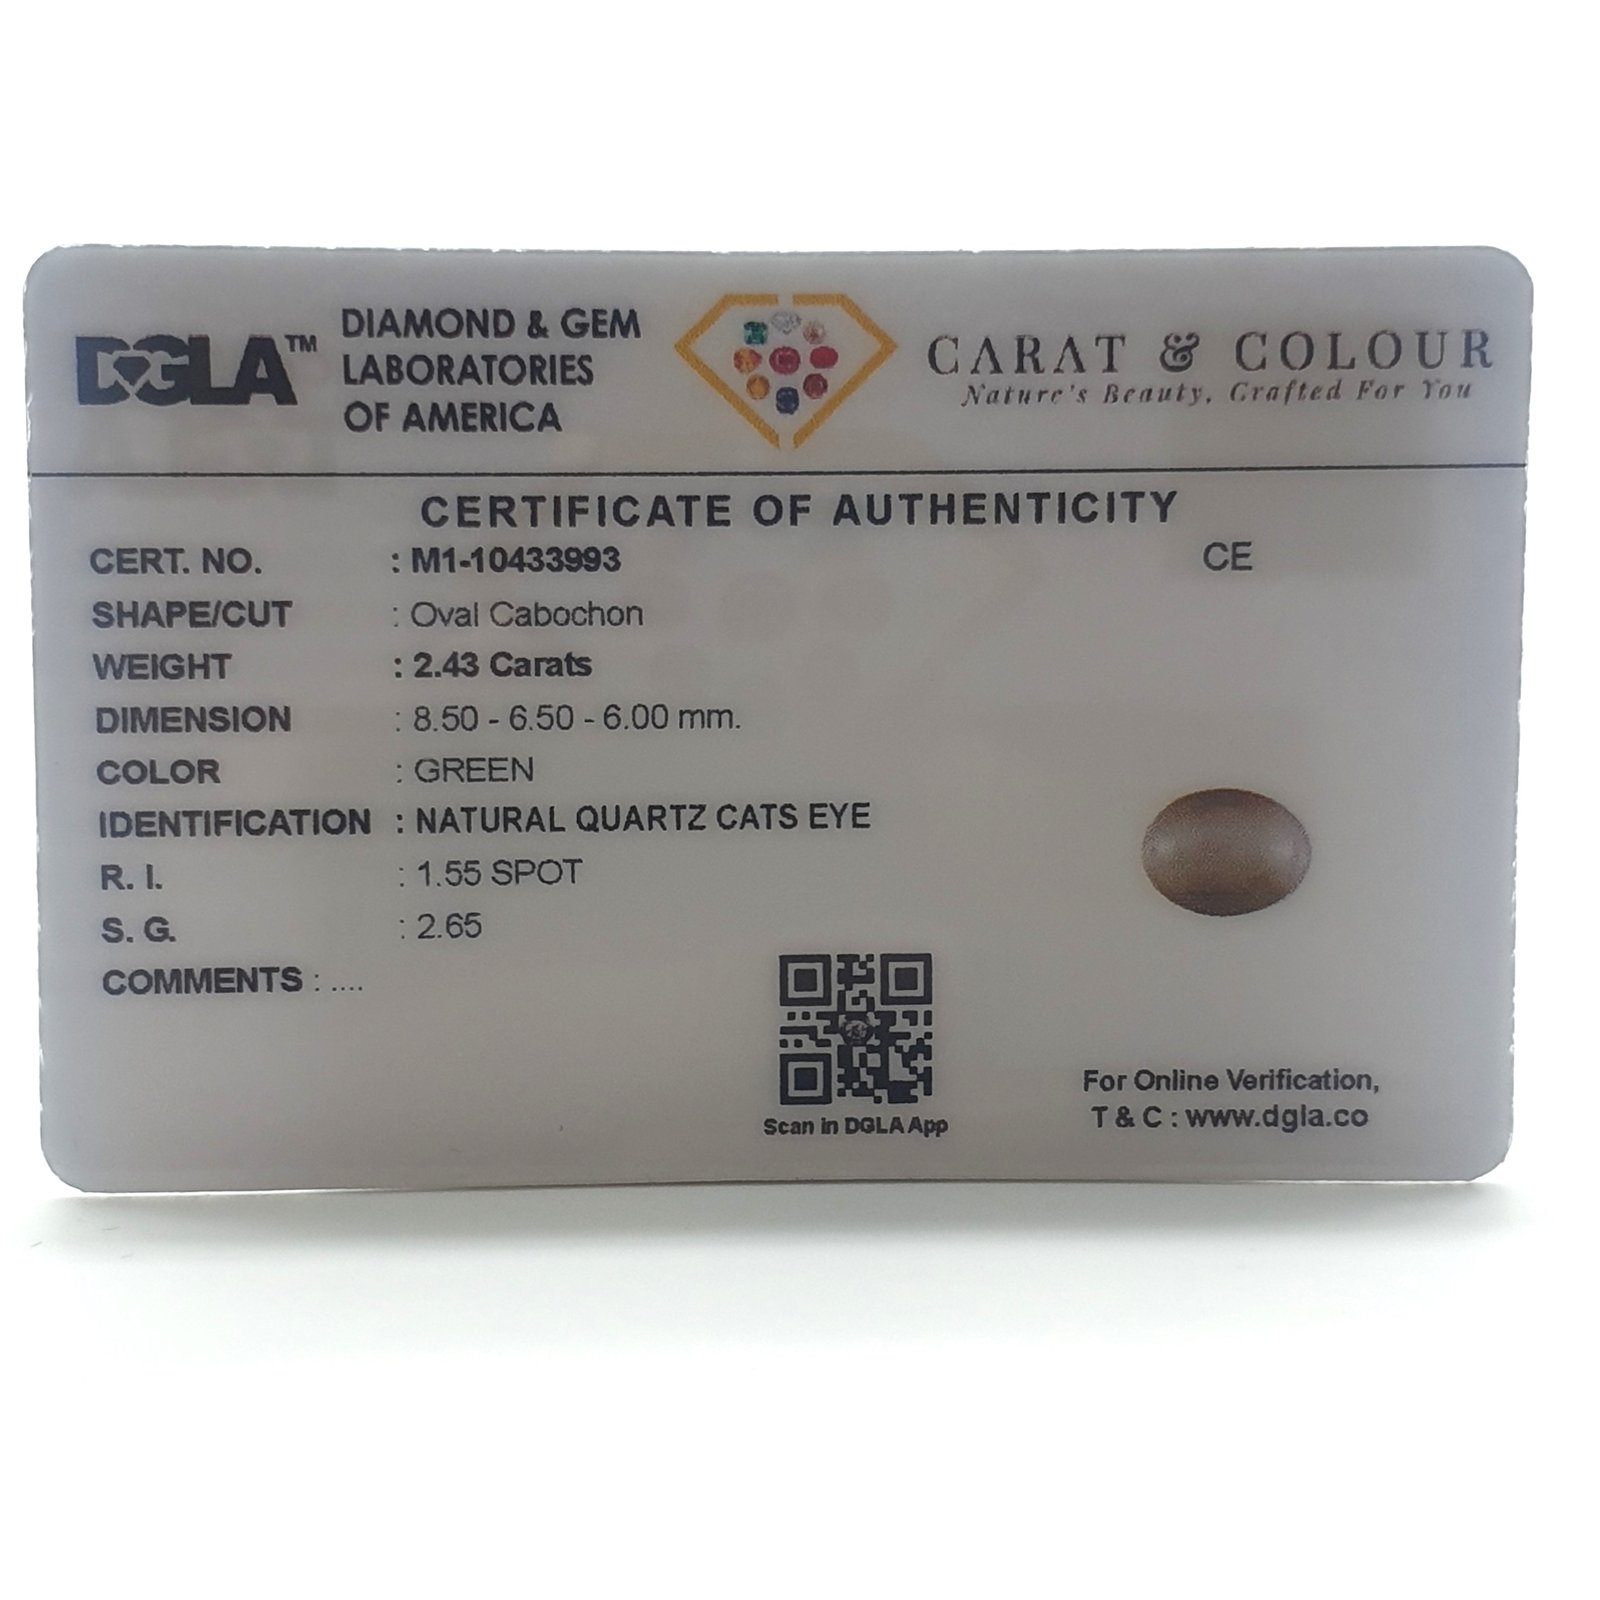 DGLA™
DIAMOND & GEM
LABORATORIES
OF AMERICA
CARAT & COLOUR
Nature's Beauty, Crafted For You
CERTIFICATE OF AUTHENTICITY
CERT. NO. : M1-10433993
CE
SHAPE/CUT : Oval Cabochon
WEIGHT : 2.43 Carats
DIMENSION : 8.50 - 6.50 - 6.00 mm.
COLOR : GREEN
IDENTIFICATION : NATURAL QUARTZ CATS EYE
R. I. : 1.55 SPOT
S. G. : 2.65
COMMENTS : ....
Scan in DGLA App
For Online Verification,
T & C : www.dgla.co